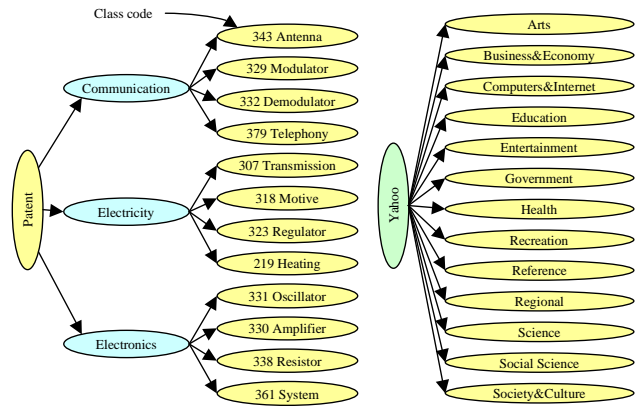 Class code
Patent
Communication
343 Antenna
329 Modulator
332 Demodulator
379 Telephony
Electricity
307 Transmission
318 Motive
323 Regulator
219 Heating
Electronics
331 Oscillator
330 Amplifier
338 Resistor
361 System
Yahoo
Arts
Business&Economy
Computers&Internet
Education
Entertainment
Government
Health
Recreation
Reference
Regional
Science
Social Science
Society&Culture